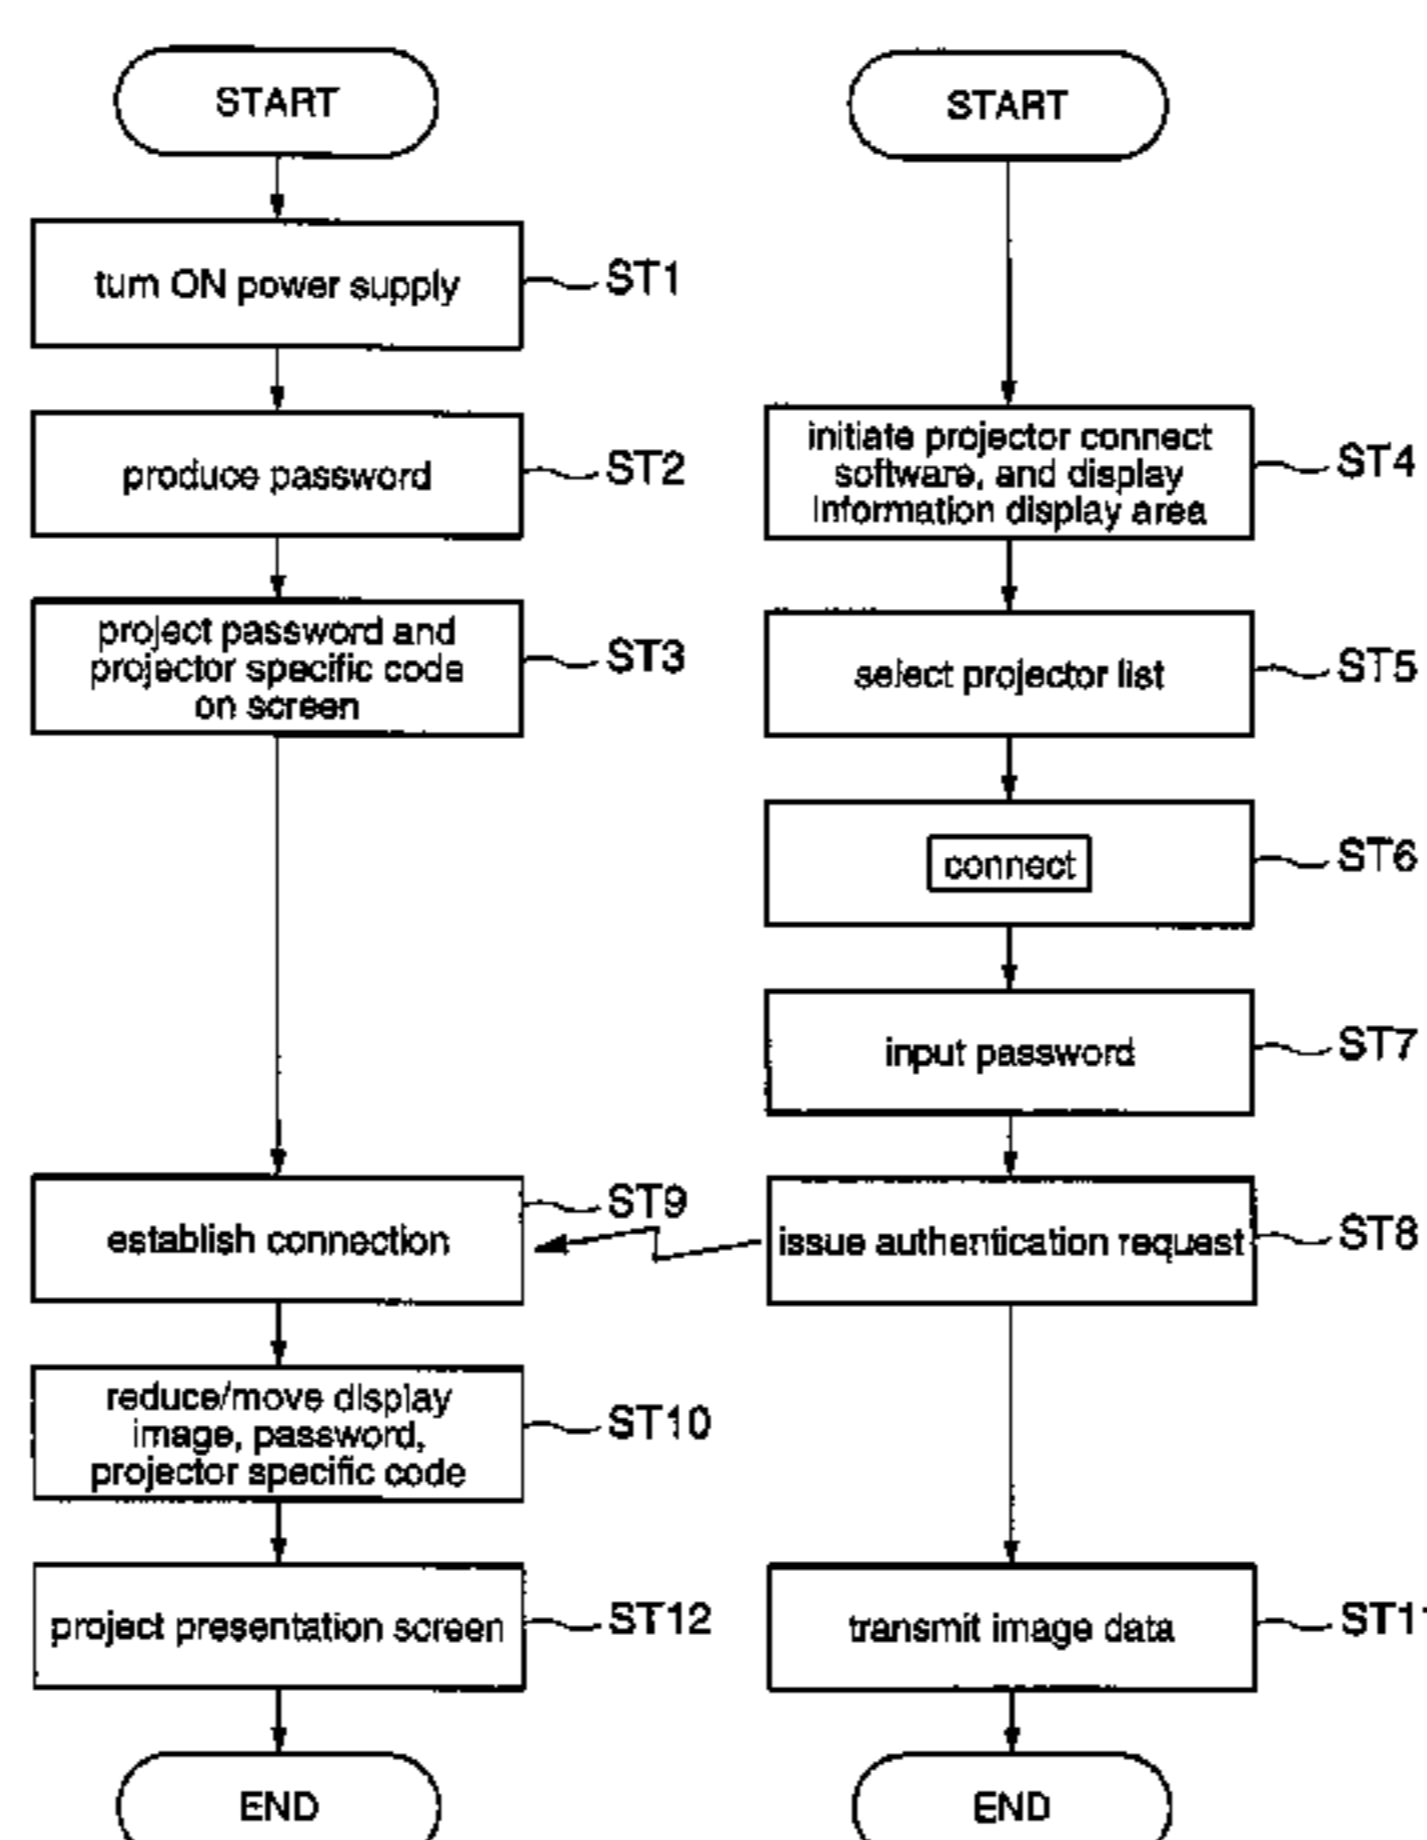 START
turn ON power supply
ST1
produce password
ST2
project password and
projector specific code
on screen
ST3
establish connection
ST9
reduce/move display
image, password,
projector specific code
ST10
project presentation screen
ST12
END
START
initiate projector connect
software, and display
information display area
ST4
select projector list
ST5
connect
ST6
input password
ST7
issue authentication request
ST8
transmit image data
ST11
END